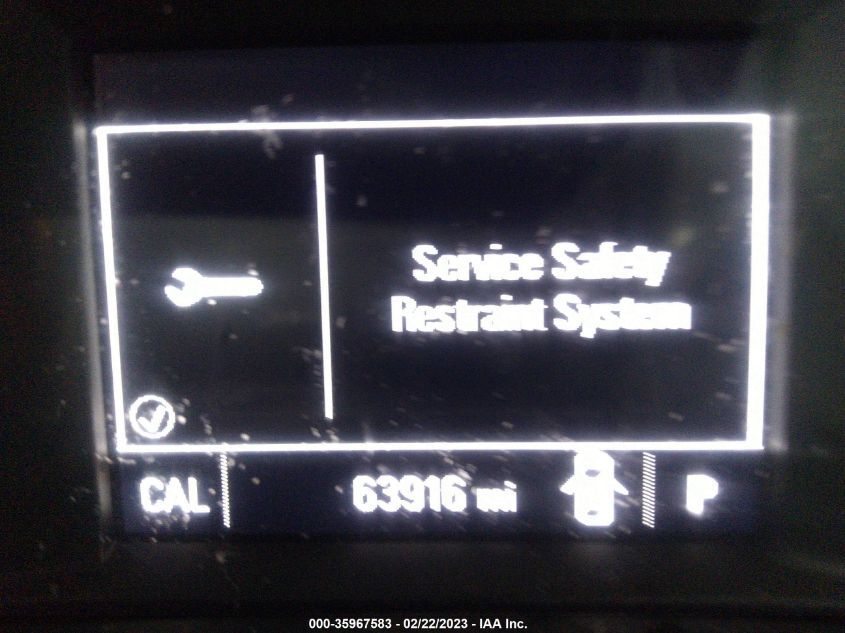 Service Safety
Restraint System
CAL 63916 mi P
000-35967583 - 02/22/2023 - IAA Inc.